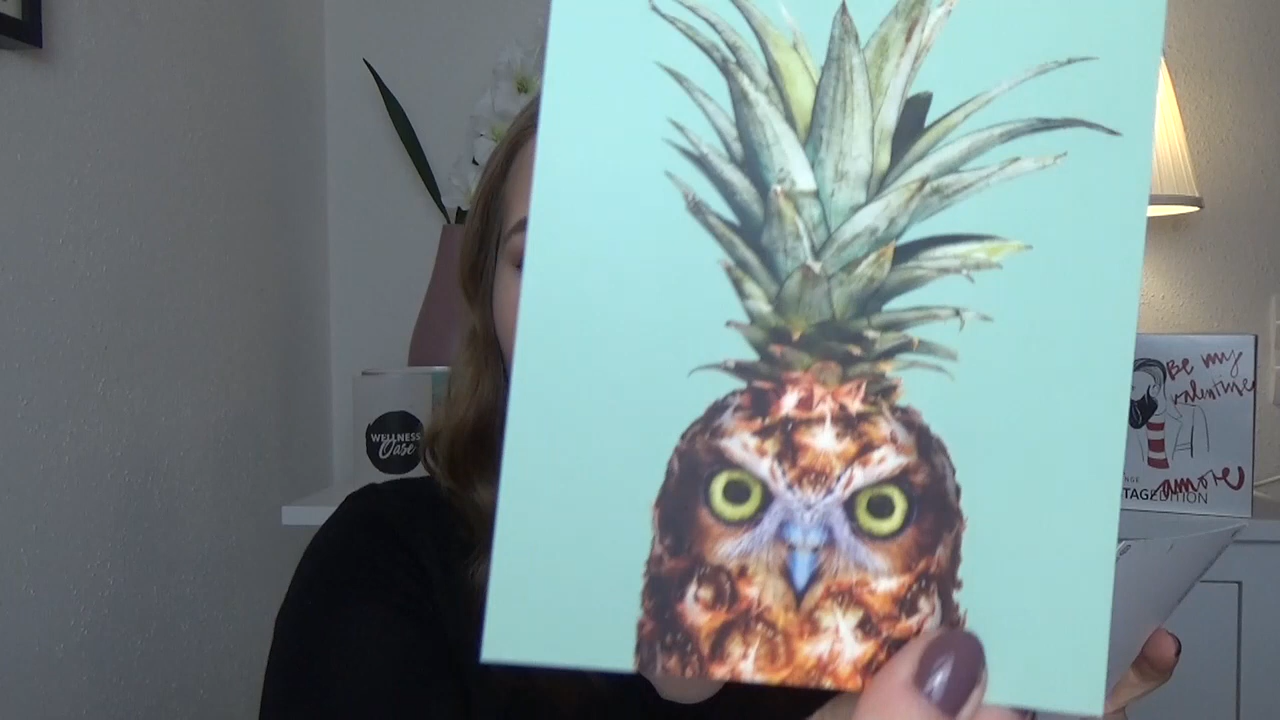 WELLNESS
Oase
Be my
valentine
amore
TAGEDITION